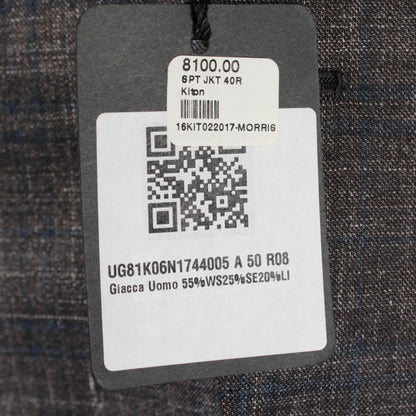 8100.00
SPT JKT 40R
Kiton
16KIT022017-MORRIS
UG81K06N1744005 A 50 R08
Giacca Uomo 55%WS25%SE20%LI